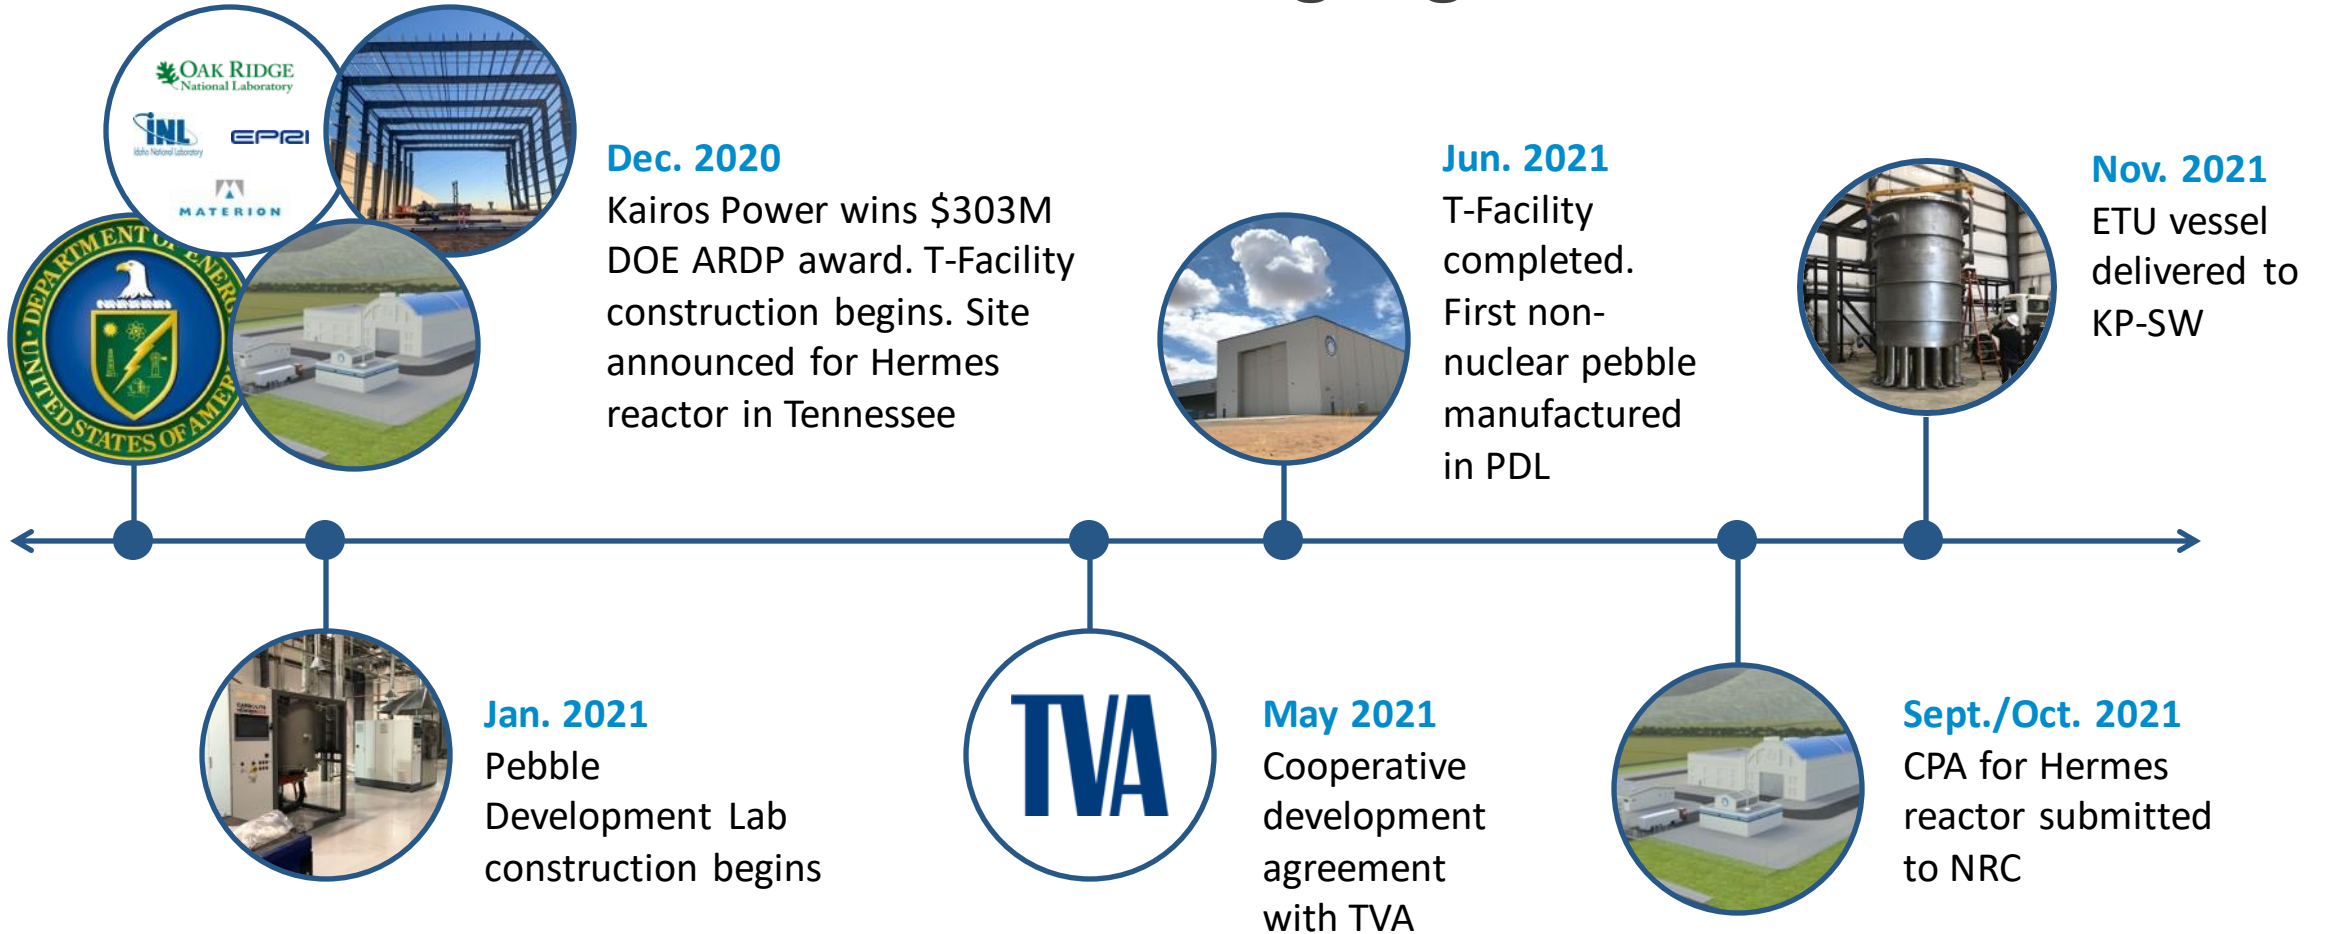 OAK RIDGE
National Laboratory
INL
Idaho National Laboratory
EPRI
MATERION
UNITED STATES OF AMERICA
DEPARTMENT OF ENERG
Dec. 2020
Kairos Power wins $303M
DOE ARDP award. T-Facility
construction begins. Site
announced for Hermes
reactor in Tennessee
Jun. 2021
T-Facility
completed.
First non-
nuclear pebble
manufactured
in PDL
Nov. 2021
ETU vessel
delivered to
KP-SW
Jan. 2021
Pebble
Development Lab
construction begins
TVA
May 2021
Cooperative
development
agreement
with TVA
Sept./Oct. 2021
CPA for Hermes
reactor submitted
to NRC